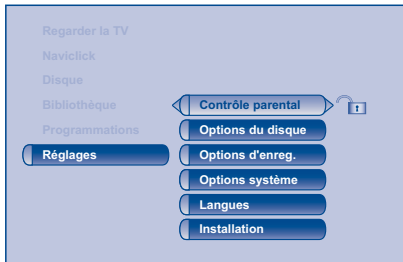 Regarder la TV
Naviclick
Disque
Bibliothèque
Programmations
Réglages
Contrôle parental
Options du disque
Options d'enreg.
Options système
Langues
Installation